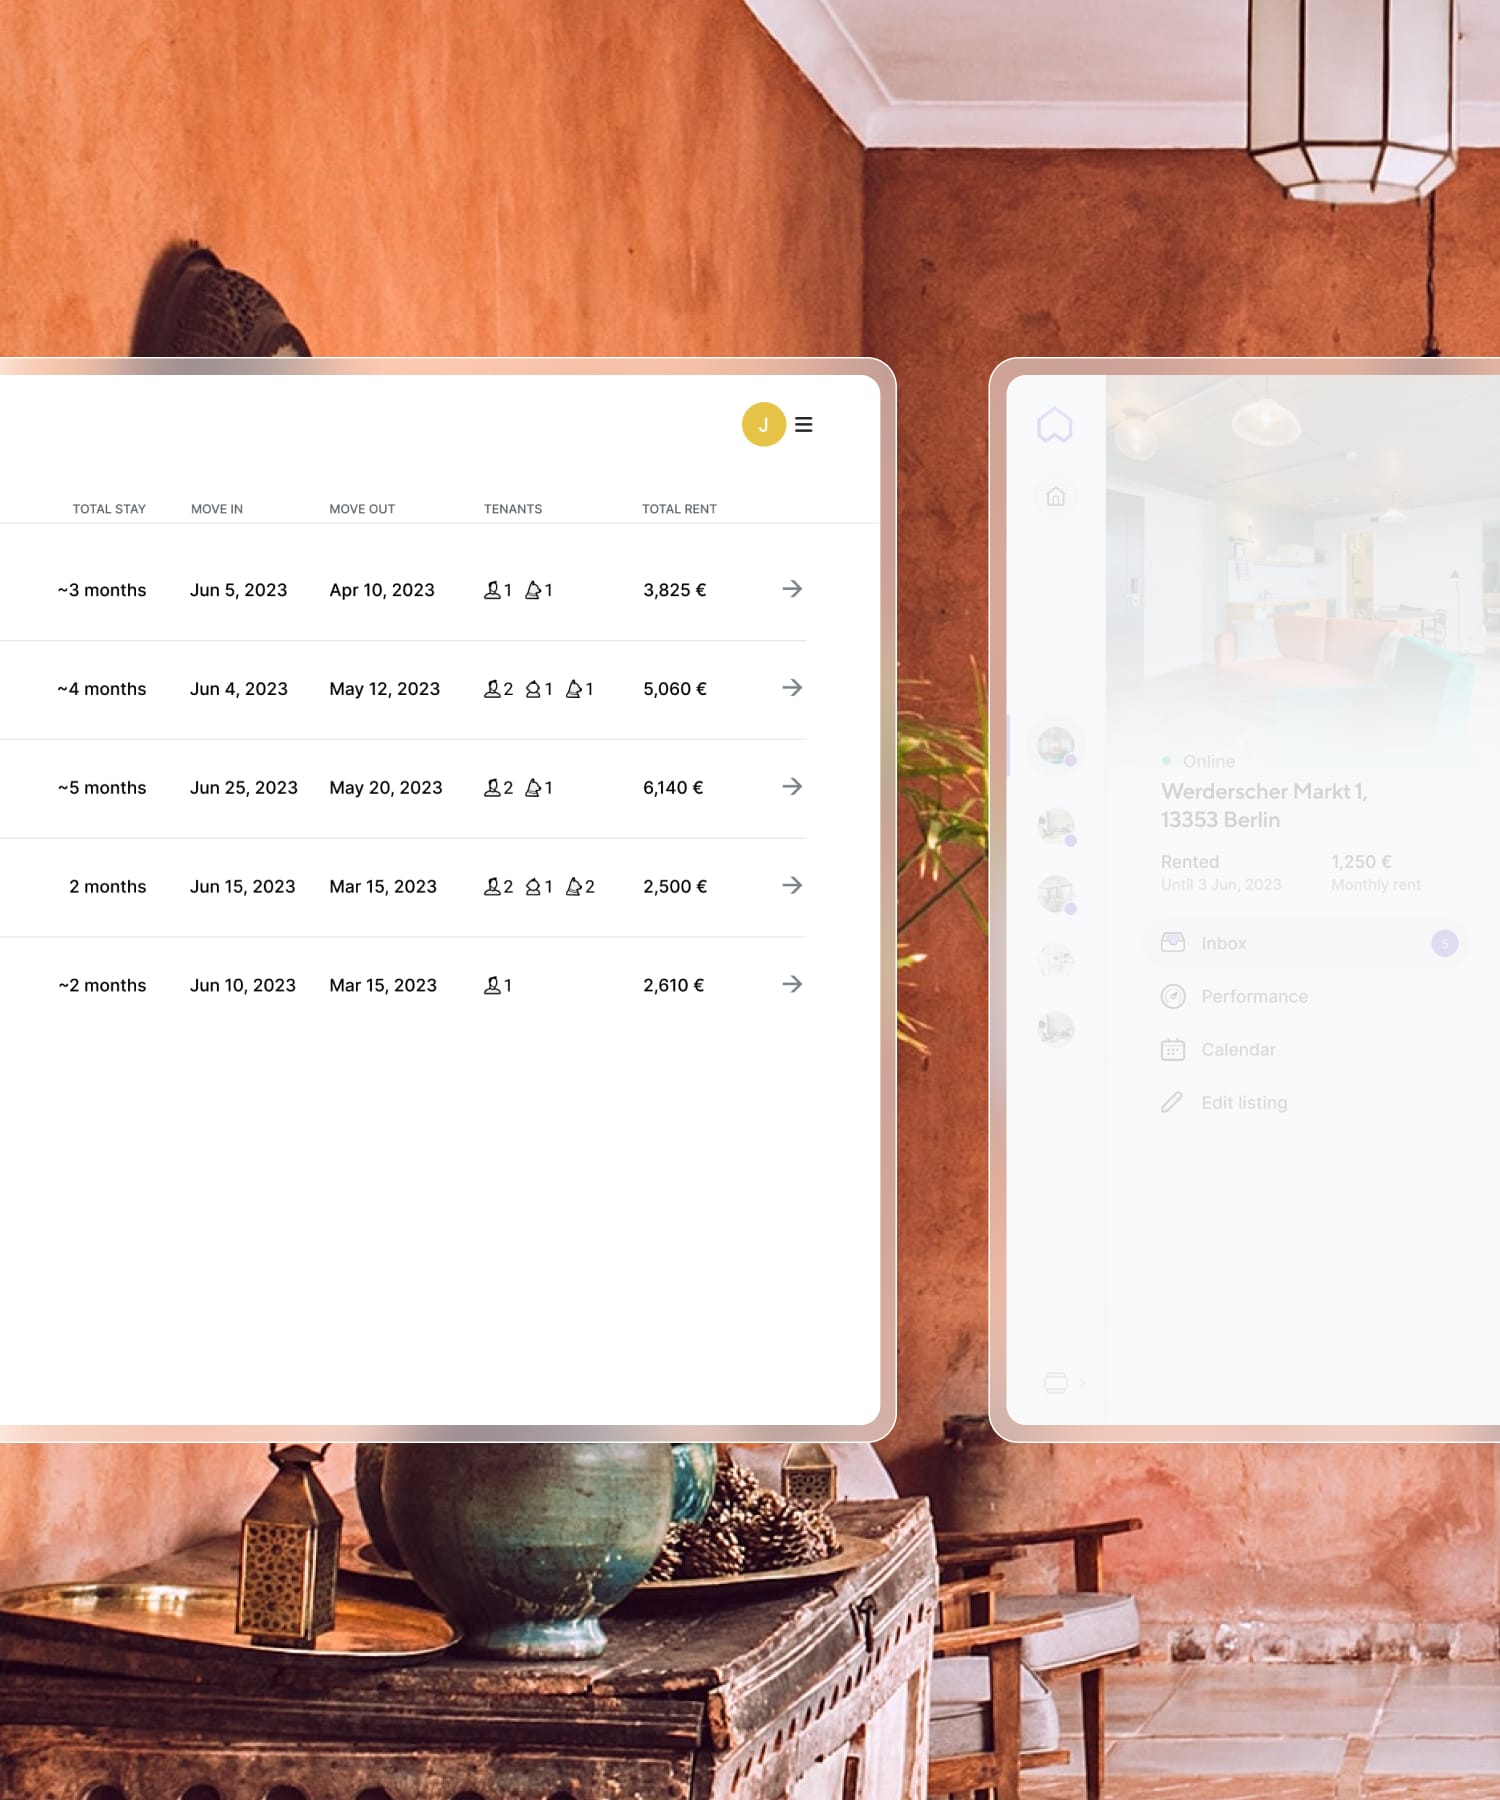 J
TOTAL STAY MOVE IN MOVE OUT TENANTS TOTAL RENT
~3 months Jun 5, 2023 Apr 10, 2023 1 1 3,825 €
~4 months Jun 4, 2023 May 12, 2023 2 1 1 5,060 €
~5 months Jun 25, 2023 May 20, 2023 2 1 6,140 €
2 months Jun 15, 2023 Mar 15, 2023 2 1 2 2,500 €
~2 months Jun 10, 2023 Mar 15, 2023 1 2,610 €
Online
Werderscher Markt 1,
13353 Berlin
Rented 1,250 €
Until 3 Jun, 2023 Monthly rent
Inbox 5
Performance
Calendar
Edit listing